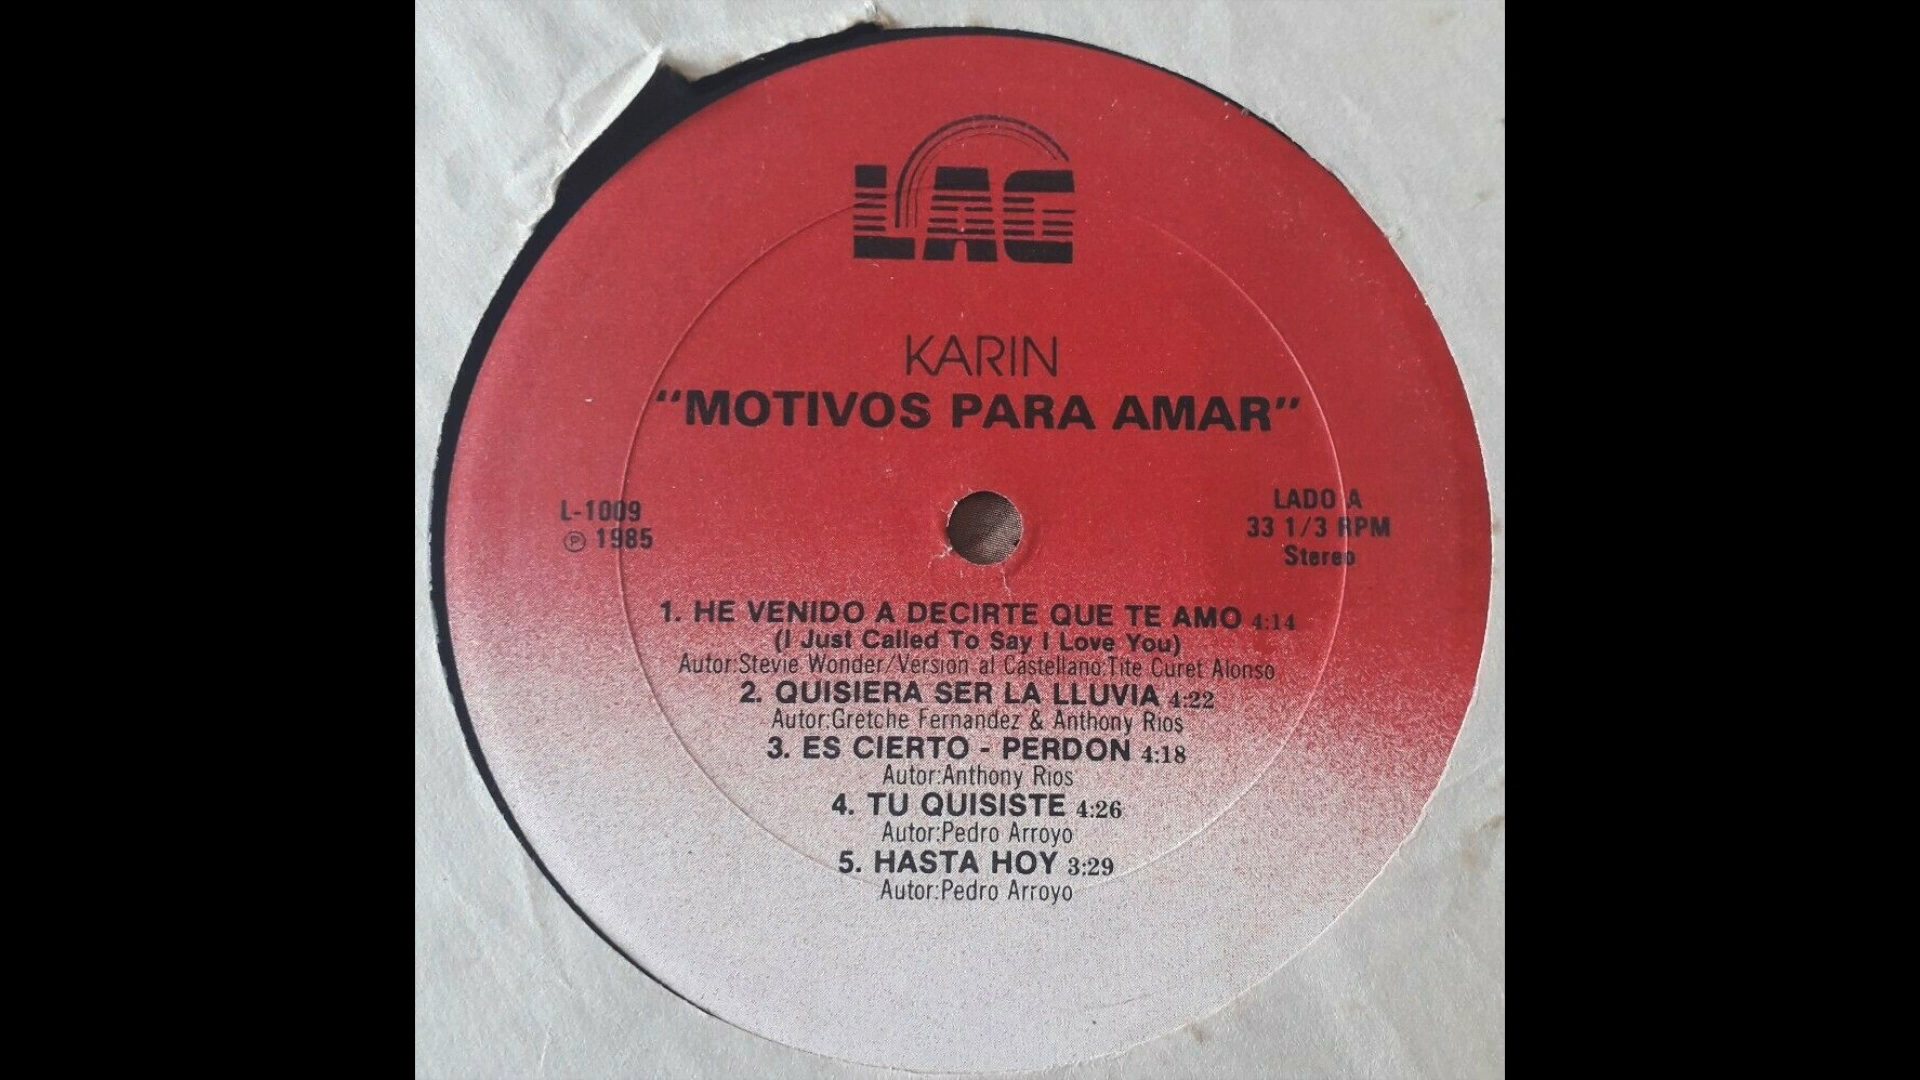 LAG
KARIN
"MOTIVOS PARA AMAR"
L-1009
℗ 1985
LADO A
33 1/3 RPM
Stereo
1. HE VENIDO A DECIRTE QUE TE AMO 4:14
(I Just Called To Say I Love You)
Autor:Stevie Wonder/Version al Castellano:Tite Curet Alonso
2. QUISIERA SER LA LLUVIA 4:22
Autor:Gretche Fernandez & Anthony Rios
3. ES CIERTO - PERDON 4:18
Autor:Anthony Rios
4. TU QUISISTE 4:26
Autor:Pedro Arroyo
5. HASTA HOY 3:29
Autor:Pedro Arroyo